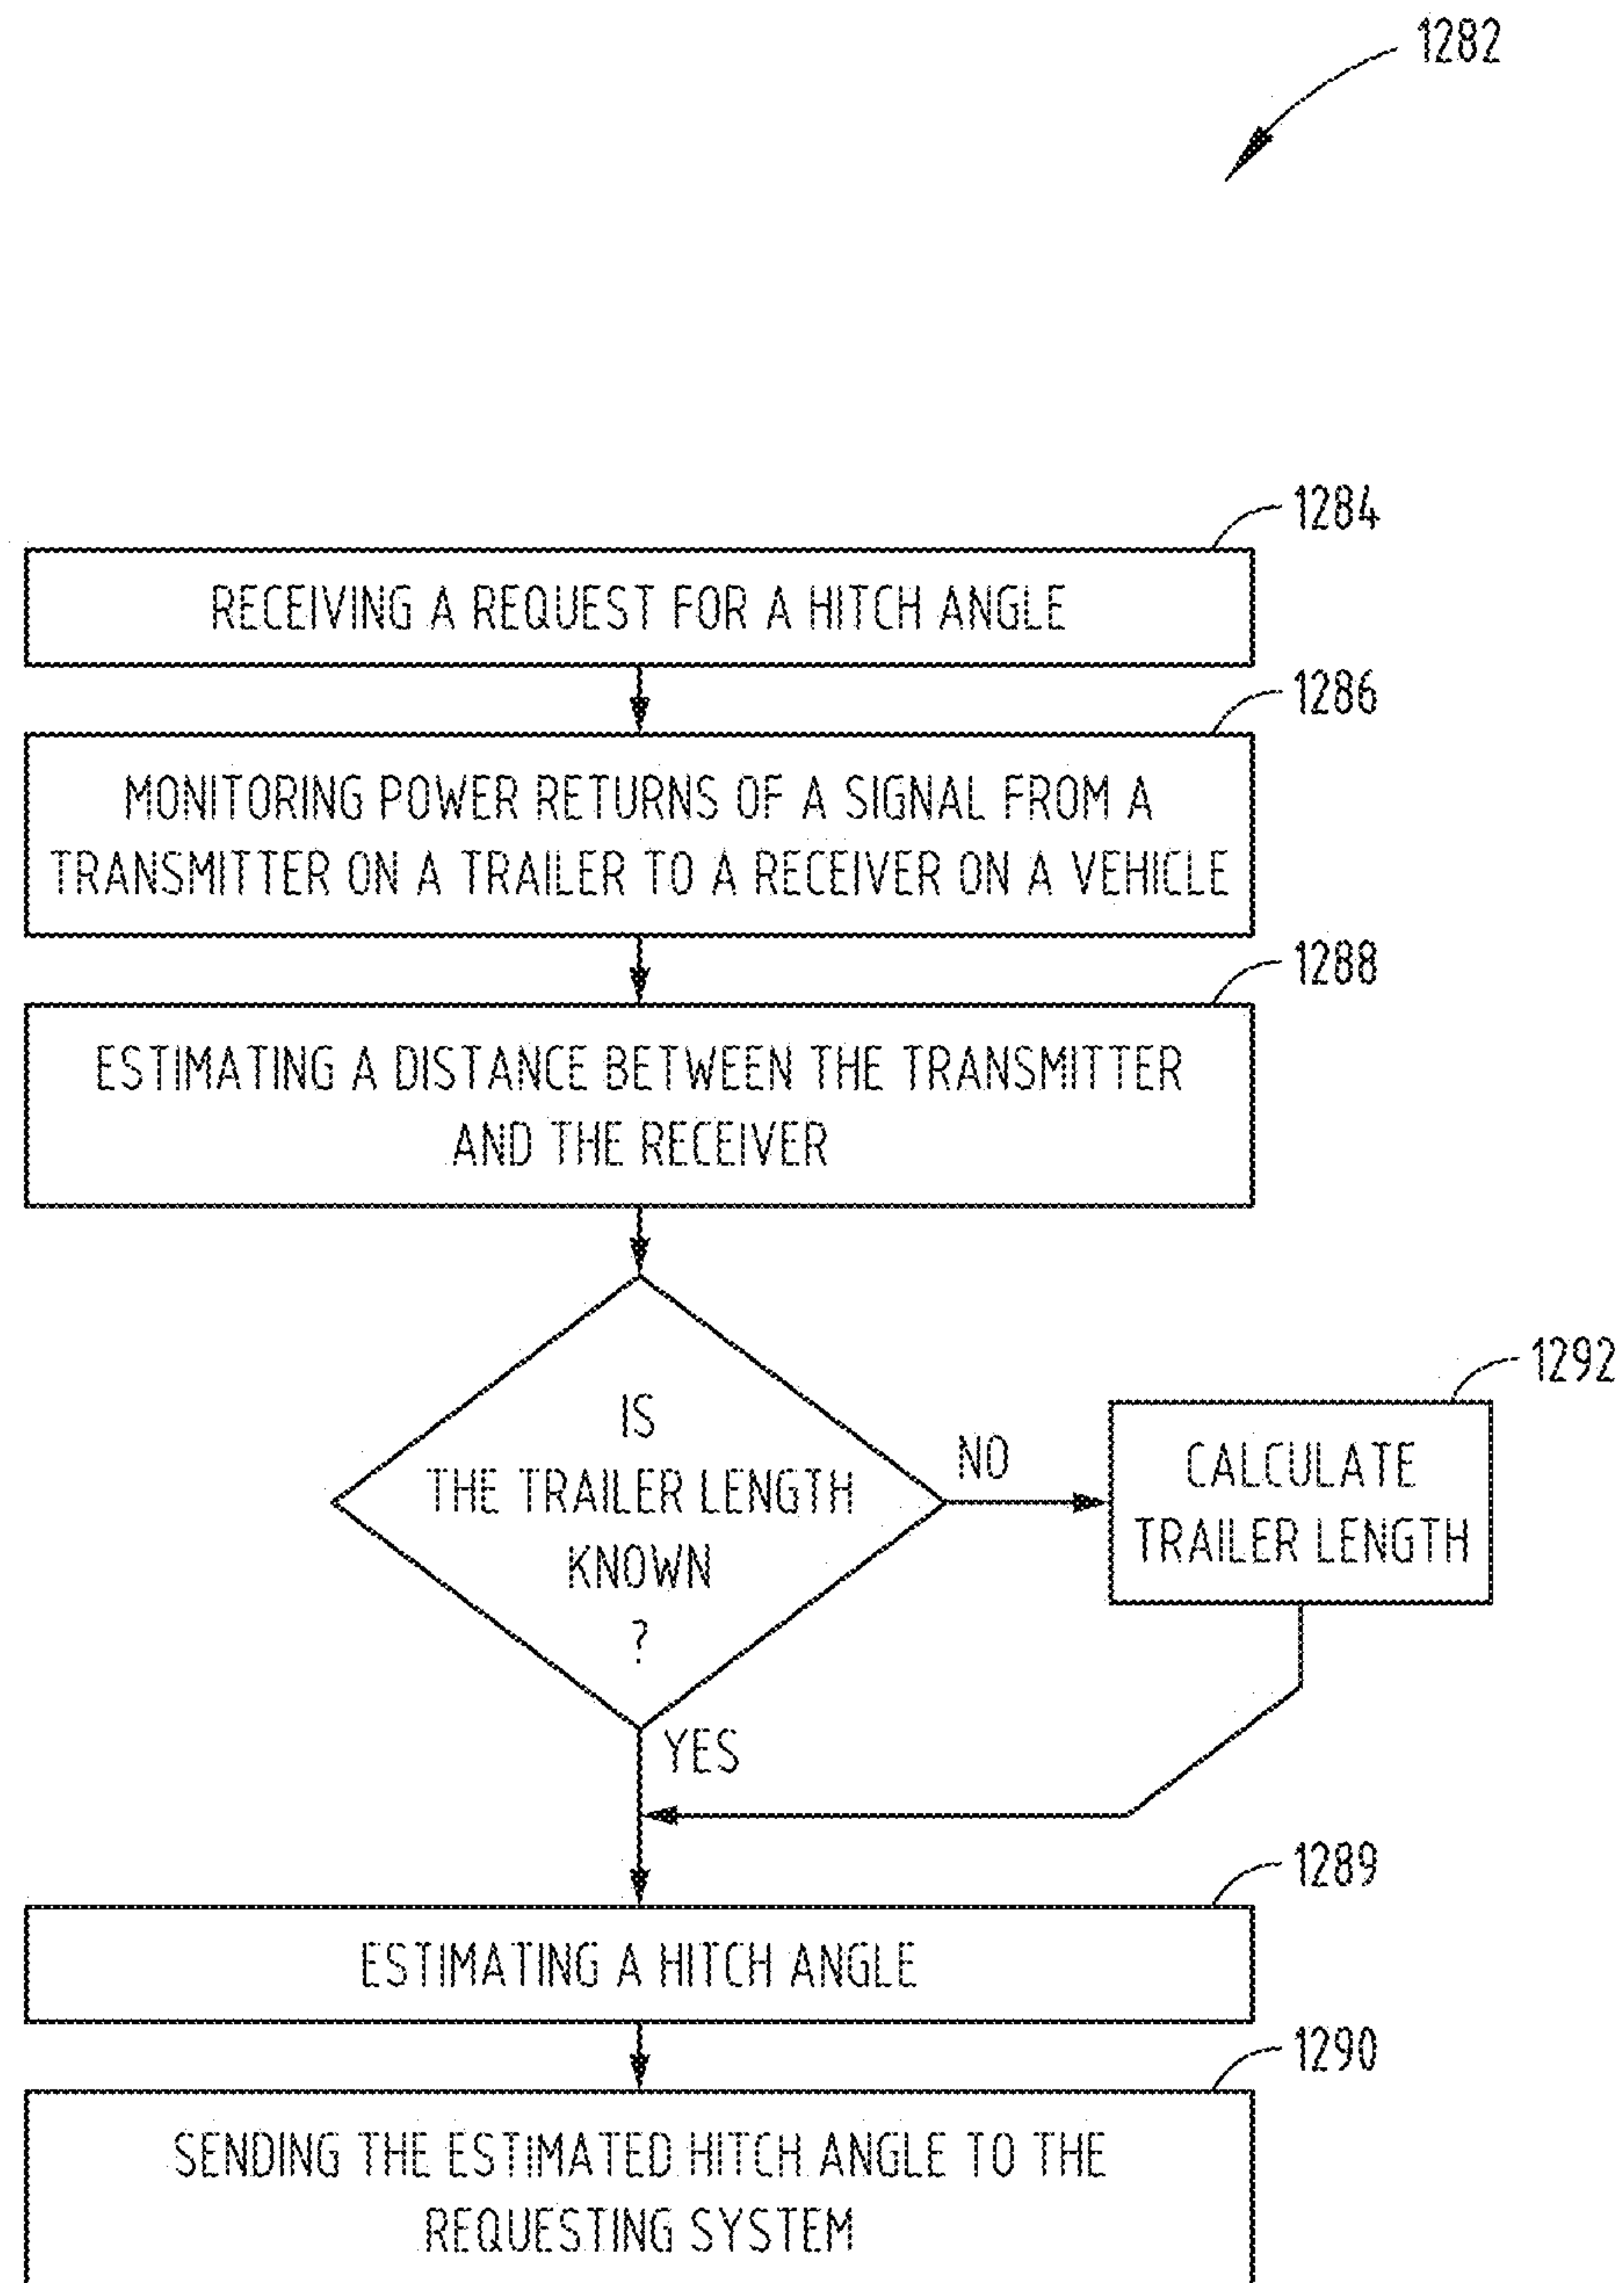 1282
1284
RECEIVING A REQUEST FOR A HITCH ANGLE
1286
MONITORING POWER RETURNS OF A SIGNAL FROM A
TRANSMITTER ON A TRAILER TO A RECEIVER ON A VEHICLE
1288
ESTIMATING A DISTANCE BETWEEN THE TRANSMITTER
AND THE RECEIVER
IS
THE TRAILER LENGTH
KNOWN
?
NO
1292
CALCULATE
TRAILER LENGTH
YES
1289
ESTIMATING A HITCH ANGLE
1290
SENDING THE ESTIMATED HITCH ANGLE TO THE
REQUESTING SYSTEM